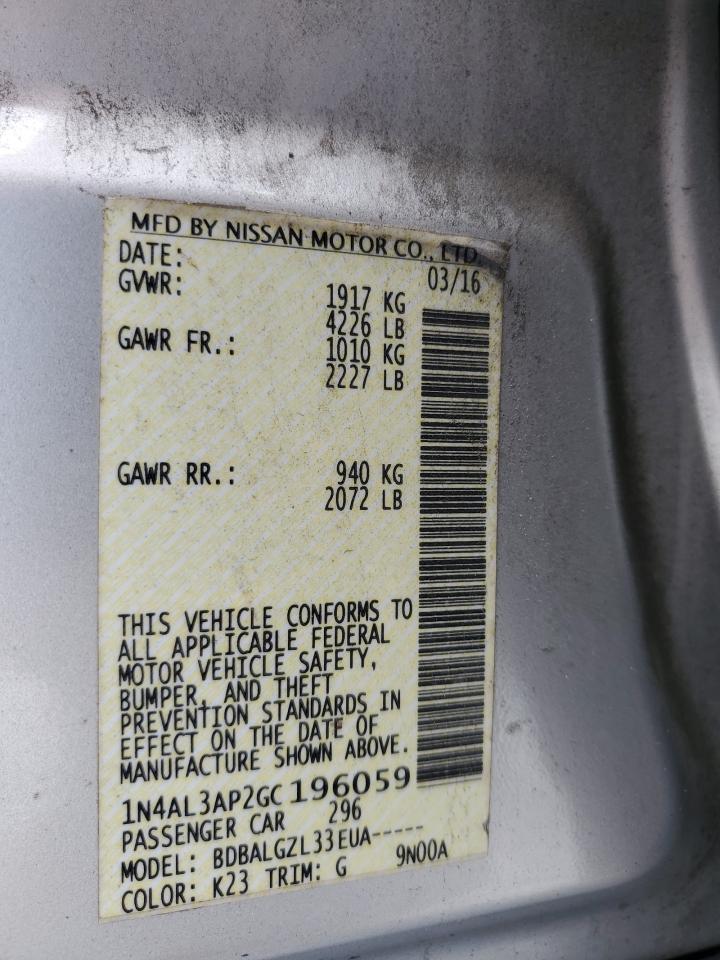 MFD BY NISSAN MOTOR CO., LTD.
DATE: 03/16
GVWR: 1917 KG
4226 LB
GAWR FR.: 1010 KG
2227 LB
GAWR RR.: 940 KG
2072 LB
THIS VEHICLE CONFORMS TO
ALL APPLICABLE FEDERAL
MOTOR VEHICLE SAFETY,
BUMPER, AND THEFT
PREVENTION STANDARDS IN
EFFECT ON THE DATE OF
MANUFACTURE SHOWN ABOVE.
1N4AL3AP2GC196059
PASSENGER CAR 296
MODEL: BDBALGZL33EUA-----
COLOR: K23 TRIM: G 9N00A